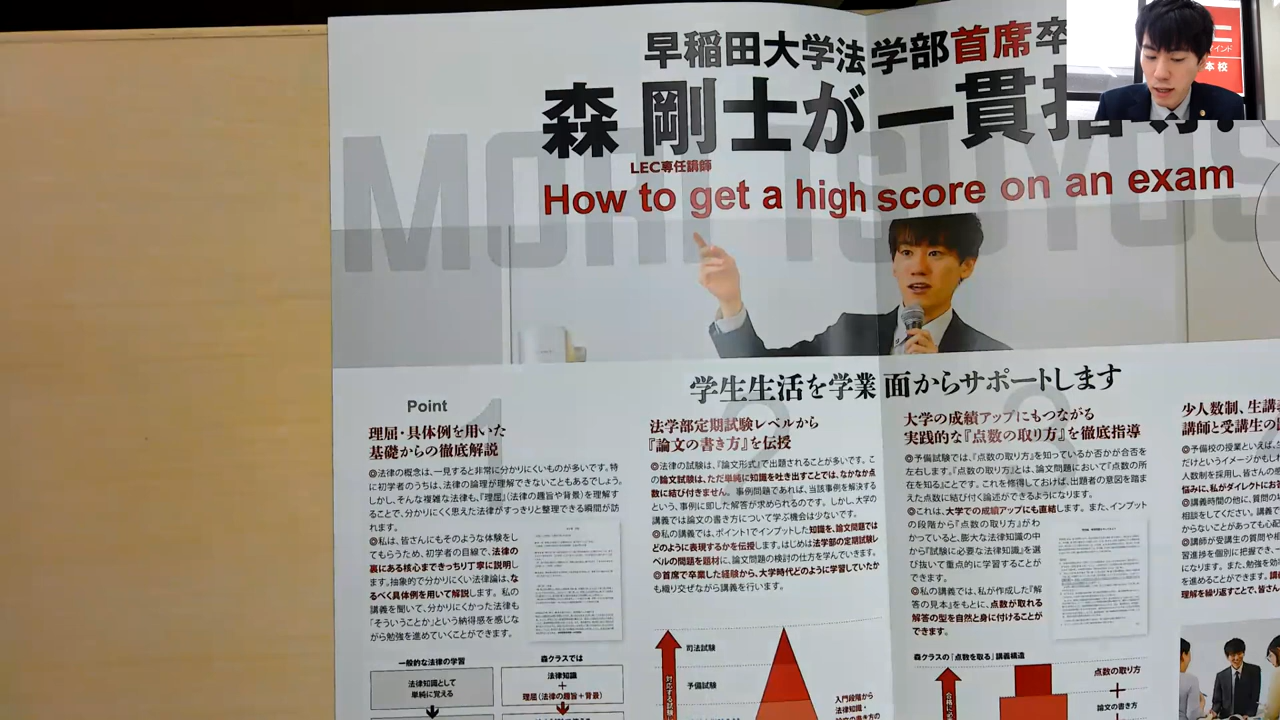 早稲田大学法学部首席卒
森 剛士が一貫指導!
LEC専任講師
How to get a high score on an exam
MORI TSUYOS
学生生活を学業面からサポートします
Point
1
理屈・具体例を用いた
基礎からの徹底解説
◎法律の概念は、一見すると非常に分かりにくいものが多いです。特
に初学者のうちは、法律の論理が理解できないこともあるでしょう。
しかし、そんな複雑な法律も、『理屈』(法律の趣旨や背景)を理解す
ることで、分かりにくく思えた法律がすっきりと整理できる瞬間が訪
れます。
◎私は、皆さんにもそのような体験をし
てもらうため、初学者の目線で、法律の
裏にある核心まできっちり丁寧に説明し
ます。抽象的で分かりにくい法律論は、な
るべく具体例を用いて解説します。私の
講義を聞いて、分かりにくかった法律も
「そういうことか」という納得感を感じな
がら勉強を進めていくことができます。
一般的な法律の学習
法律知識として
単純に覚える
森クラスでは
法律知識
+
理屈(法律の趣旨+背景)
2
法学部定期試験レベルから
『論文の書き方』を伝授
◎法律の試験は、『論文形式』で出題されることが多いです。こ
の論文試験は、ただ単純に知識を吐き出すことでは、なかなか点
数に結び付きません。事例問題であれば、当該事例を解決する
という、事例に即した解答が求められるのです。しかし、大学の
講義では論文の書き方について学ぶ機会は少ないです。
◎私の講義では、ポイント1でインプットした知識を、論文問題では
どのように表現するかを伝授します。はじめは法学部の定期試験レ
ベルの問題を題材に、論文問題の検討の仕方を学んでいきます。
◎首席で卒業した経験から、大学時代どのように学習していたか
も織り交ぜながら講義を行います。
司法試験
予備試験
入門段階から
法律知識・
論文の書き方の
3
大学の成績アップにもつながる
実践的な『点数の取り方』を徹底指導
◎予備試験では、『点数の取り方』を知っているか否かが合否を
左右します。『点数の取り方』とは、論文問題において『点数の所
在を知る』ことです。これを修得しておけば、出題者の意図を踏ま
えた点数に結び付く論述ができるようになります。
◎これは、大学での成績アップにも直結します。また、インプット
の段階から『点数の取り方』がわ
かっていると、膨大な法律知識の中
から『試験に必要な法律知識』を選
び抜いて重点的に学習することが
できます。
◎私の講義では、私が作成した『解
答の見本』をもとに、点数が取れる
解答の型を自然と身に付けることが
できます。
森クラスの「点数を取る」講義構造
点数の取り方
+
論文の書き方
少人数制、生講
講師と受講生の